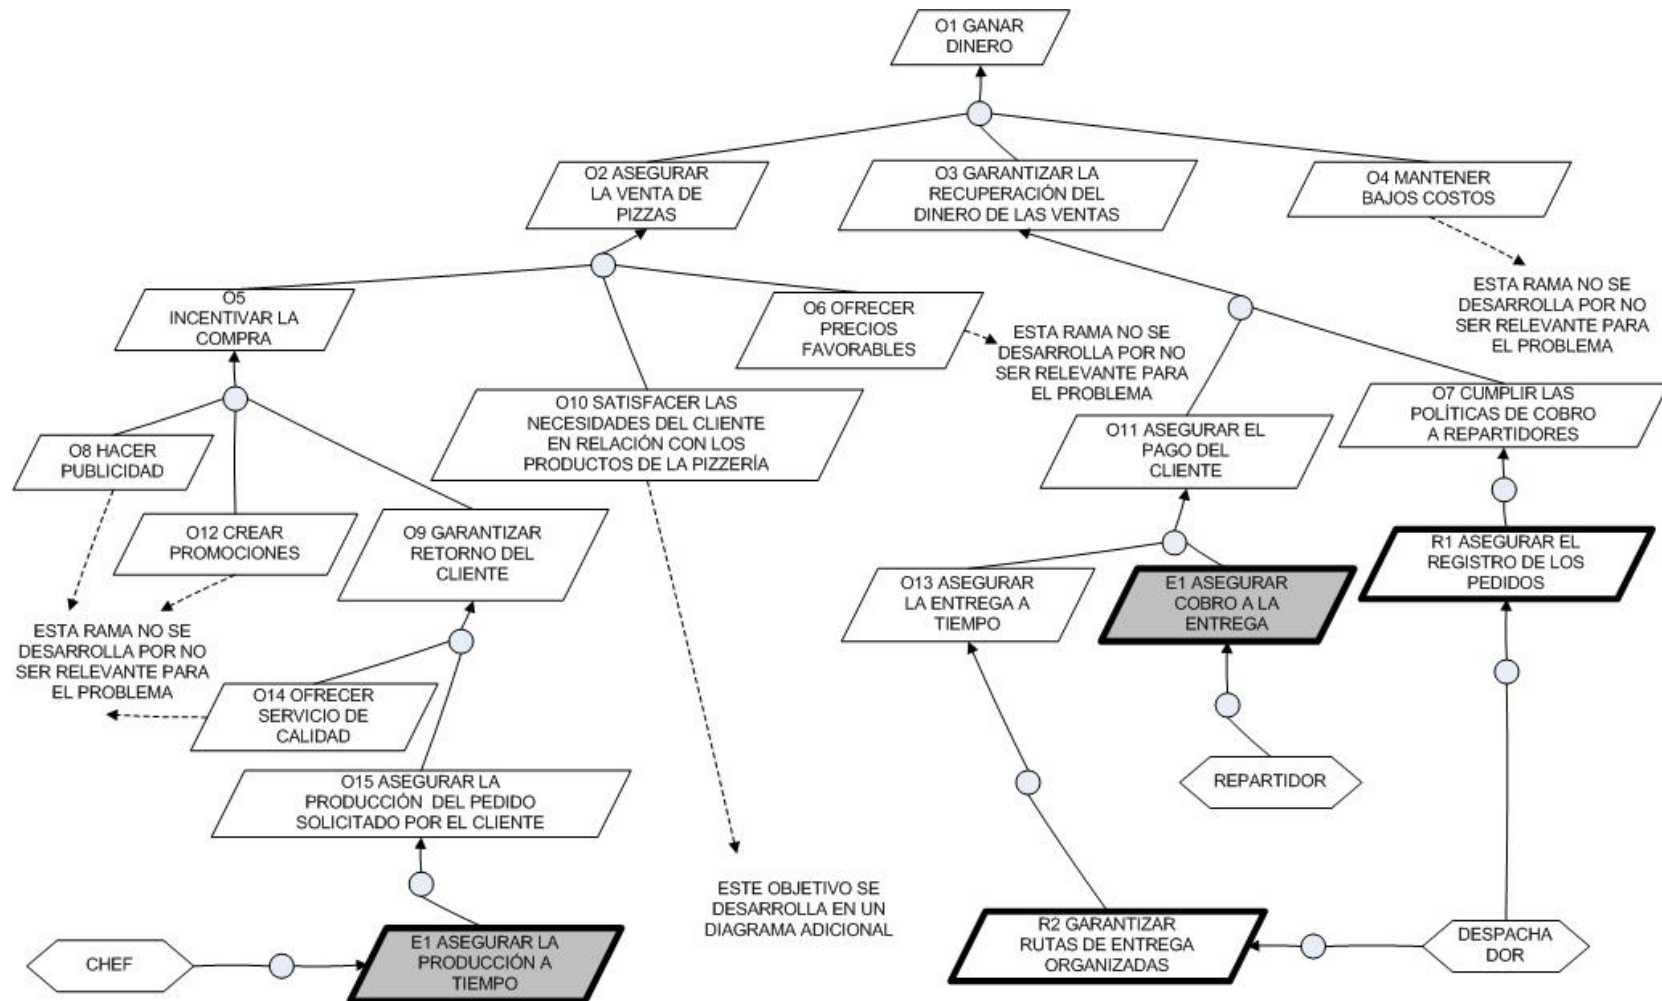 O1 GANAR
DINERO
O2 ASEGURAR
LA VENTA DE
PIZZAS
O3 GARANTIZAR LA
RECUPERACIÓN DEL
DINERO DE LAS VENTAS
O4 MANTENER
BAJOS COSTOS
ESTA RAMA NO SE
DESARROLLA POR NO
SER RELEVANTE PARA
EL PROBLEMA
O5
INCENTIVAR LA
COMPRA
O6 OFRECER
PRECIOS
FAVORABLES
ESTA RAMA NO SE
DESARROLLA POR NO
SER RELEVANTE PARA
EL PROBLEMA
O10 SATISFACER LAS
NECESIDADES DEL CLIENTE
EN RELACIÓN CON LOS
PRODUCTOS DE LA PIZZERÍA
O7 CUMPLIR LAS
POLÍTICAS DE COBRO
A REPARTIDORES
O11 ASEGURAR EL
PAGO DEL
CLIENTE
O8 HACER
PUBLICIDAD
O12 CREAR
PROMOCIONES
O9 GARANTIZAR
RETORNO DEL
CLIENTE
R1 ASEGURAR EL
REGISTRO DE LOS
PEDIDOS
O13 ASEGURAR
LA ENTREGA A
TIEMPO
E1 ASEGURAR
COBRO A LA
ENTREGA
ESTA RAMA NO SE
DESARROLLA POR NO
SER RELEVANTE PARA
EL PROBLEMA
O14 OFRECER
SERVICIO DE
CALIDAD
REPARTIDOR
O15 ASEGURAR LA
PRODUCCIÓN DEL PEDIDO
SOLICITADO POR EL CLIENTE
ESTE OBJETIVO SE
DESARROLLA EN UN
DIAGRAMA ADICIONAL
CHEF
E1 ASEGURAR LA
PRODUCCIÓN A
TIEMPO
R2 GARANTIZAR
RUTAS DE ENTREGA
ORGANIZADAS
DESPACHA
DOR